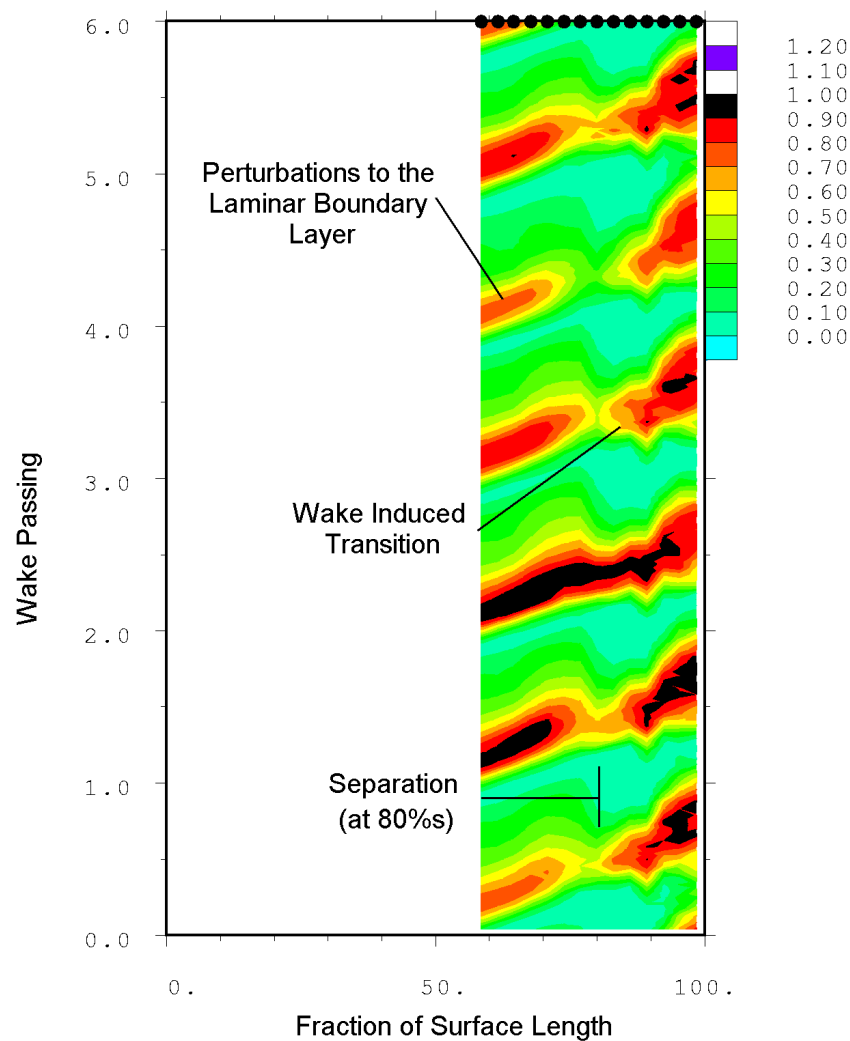 6.0
5.0
4.0
3.0
2.0
1.0
0.0
Wake Passing
Perturbations to the
Laminar Boundary
Layer
Wake Induced
Transition
Separation
(at 80%s)
1.20
1.10
1.00
0.90
0.80
0.70
0.60
0.50
0.40
0.30
0.20
0.10
0.00
0.
50.
100.
Fraction of Surface Length